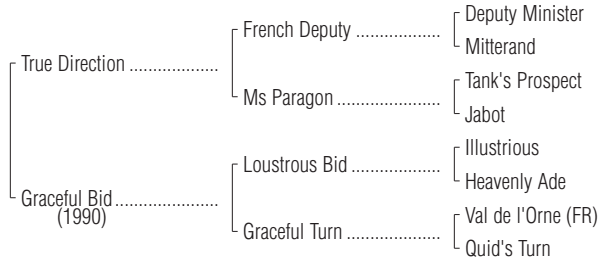 Deputy Minister
French Deputy ..................
Mitterand
True Direction ...................
Tank's Prospect
Ms Paragon ......................
Jabot
Illustrious
Loustrous Bid ...................
Heavenly Ade
Graceful Bid ......................
(1990)
Val de l'Orne (FR)
Graceful Turn ....................
Quid's Turn